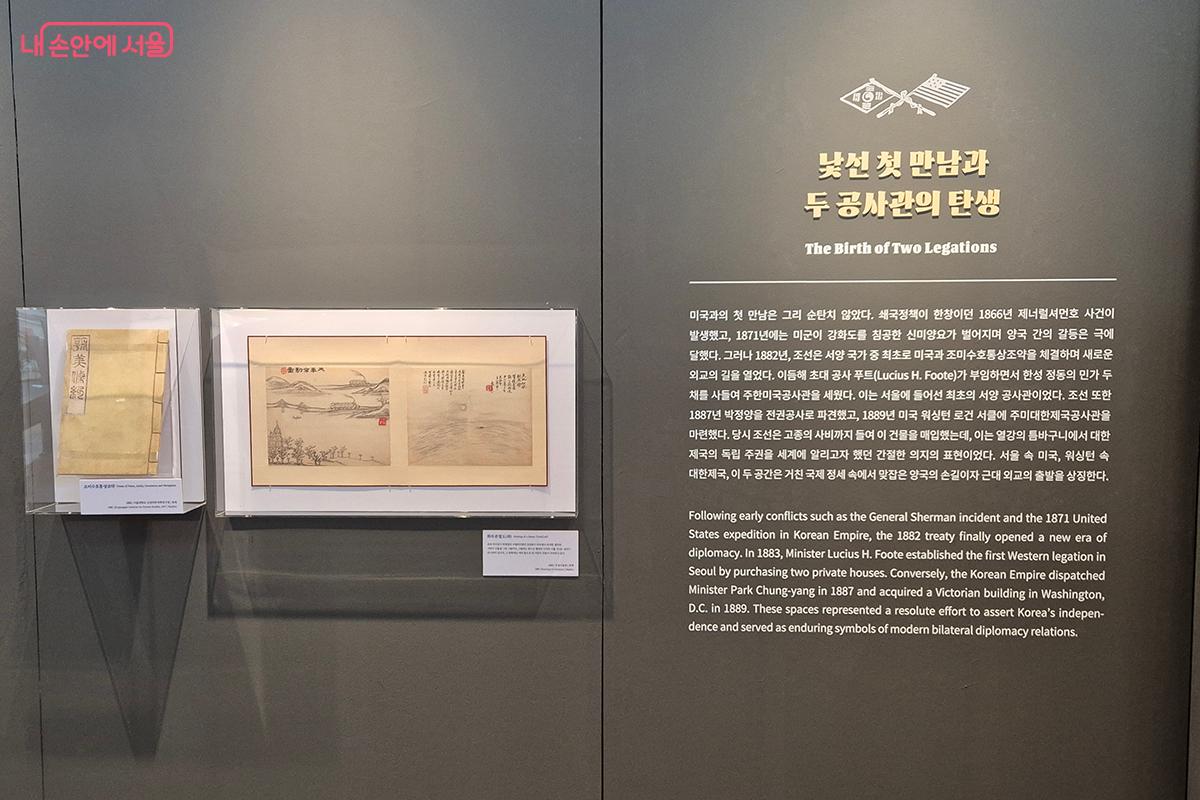 내 손안에 서울
낯선 첫 만남과
두 공사관의 탄생
The Birth of Two Legations
미국과의 첫 만남은 그리 순탄치 않았다. 쇄국정책이 한창이던 1866년 제너럴셔먼호 사건이
발생했고, 1871년에는 미군이 강화도를 침공한 신미양요가 벌어지며 양국 간의 갈등은 극에
달했다. 그러나 1882년, 조선은 서양 국가 중 최초로 미국과 조미수호통상조약을 체결하며 새로운
외교의 길을 열었다. 이듬해 초대 공사 푸트(Lucius H. Foote)가 부임하면서 한성 정동의 민가 두
채를 사들여 주한미국공사관을 세웠다. 이는 서울에 들어선 최초의 서양 공사관이었다. 조선 또한
1887년 박정양을 전권공사로 파견했고, 1889년 미국 워싱턴 로건 서클에 주미대한제국공사관을
마련했다. 당시 조선은 고종의 사비까지 들여 이 건물을 매입했는데, 이는 열강의 틈바구니에서 대한
제국의 독립 주권을 세계에 알리고자 했던 간절한 의지의 표현이었다. 서울 속 미국, 워싱턴 속
대한제국, 이 두 공간은 거친 국제 정세 속에서 맞잡은 양국의 손길이자 근대 외교의 출발을 상징한다.
Following early conflicts such as the General Sherman incident and the 1871 United
States expedition in Korean Empire, the 1882 treaty finally opened a new era of
diplomacy. In 1883, Minister Lucius H. Foote established the first Western legation in
Seoul by purchasing two private houses. Conversely, the Korean Empire dispatched
Minister Park Chung-yang in 1887 and acquired a Victorian building in Washington,
D.C. in 1889. These spaces represented a resolute effort to assert Korea's indepen-
dence and served as enduring symbols of modern bilateral diplomacy relations.